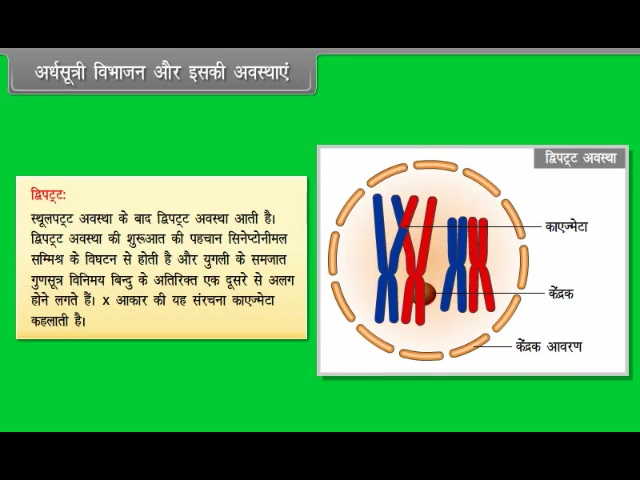 अर्धसूत्री विभाजन और इसकी अवस्थाएं
द्विपट्ट अवस्था
द्विपट्ट:
स्थूलपट्ट अवस्था के बाद द्विपट्ट अवस्था आती है।
द्विपट्ट अवस्था की शुरूआत की पहचान सिनेप्टोनीमल
सम्मिश्र के विघटन से होती है और युगली के समजात
गुणसूत्र विनिमय बिन्दु के अतिरिक्त एक दूसरे से अलग
होने लगते हैं। x आकार की यह संरचना काएज्मेटा
कहलाती है।
काएज्मेटा
केंद्रक
केंद्रक आवरण